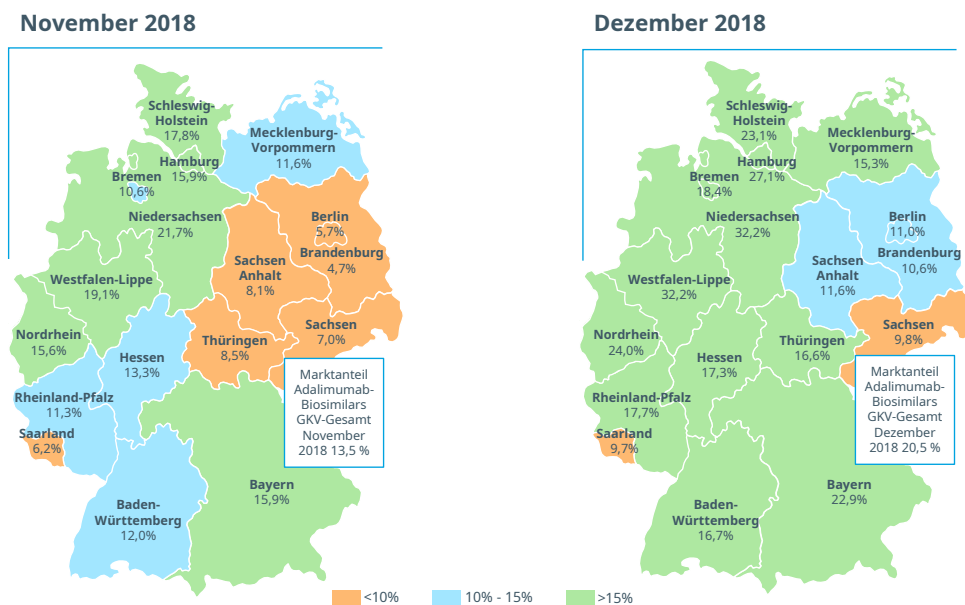 November 2018
Schleswig-
Holstein
17,8%
Mecklenburg-
Vorpommern
11,6%
Hamburg
15,9%
Bremen
10,6%
Niedersachsen
21,7%
Berlin
5,7%
Brandenburg
4,7%
Sachsen
Anhalt
8,1%
Westfalen-Lippe
19,1%
Nordrhein
15,6%
Hessen
13,3%
Thüringen
8,5%
Sachsen
7,0%
Rheinland-Pfalz
11,3%
Saarland
6,2%
Bayern
15,9%
Baden-
Württemberg
12,0%
Marktanteil
Adalimumab-
Biosimilars
GKV-Gesamt
November
2018 13,5 %
Dezember 2018
Schleswig-
Holstein
23,1%
Mecklenburg-
Vorpommern
15,3%
Hamburg
27,1%
Bremen
18,4%
Niedersachsen
32,2%
Berlin
11,0%
Brandenburg
10,6%
Sachsen
Anhalt
11,6%
Westfalen-Lippe
32,2%
Nordrhein
24,0%
Hessen
17,3%
Thüringen
16,6%
Sachsen
9,8%
Rheinland-Pfalz
17,7%
Saarland
9,7%
Bayern
22,9%
Baden-
Württemberg
16,7%
Marktanteil
Adalimumab-
Biosimilars
GKV-Gesamt
Dezember
2018 20,5 %
<10%
10% - 15%
>15%